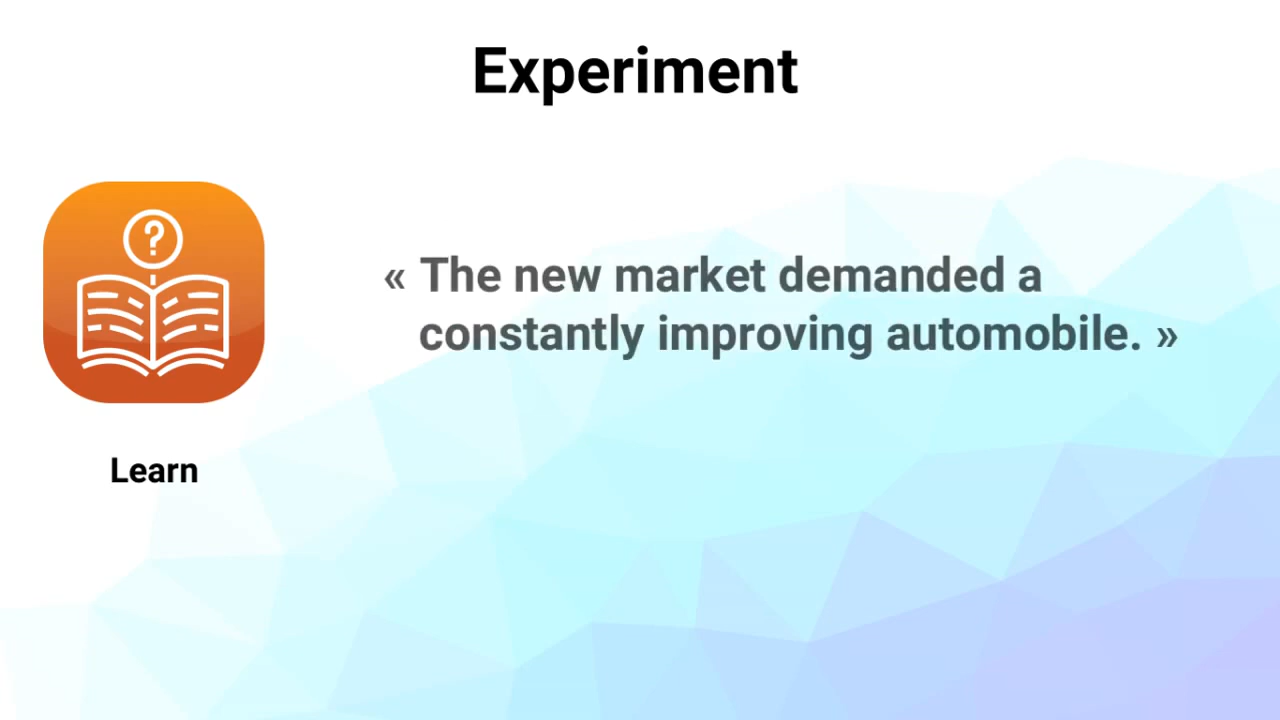 Experiment
« The new market demanded a
constantly improving automobile. »
?
Learn